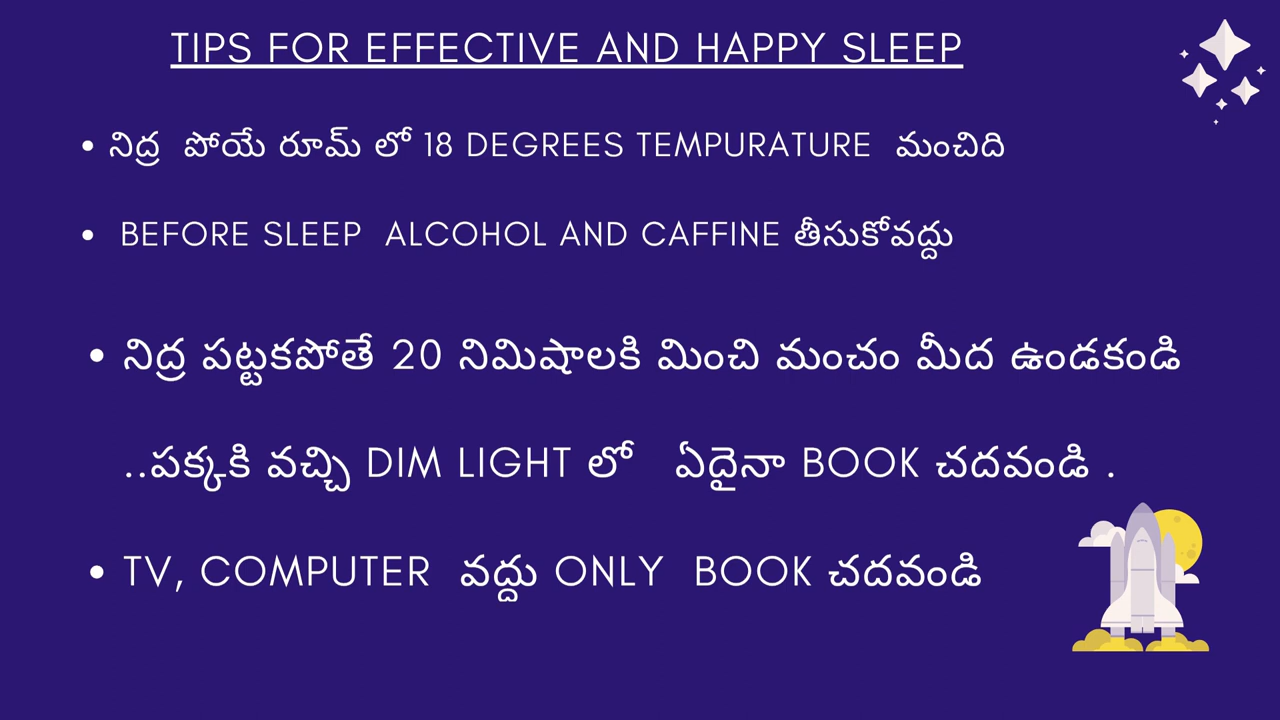 TIPS FOR EFFECTIVE AND HAPPY SLEEP
• నిద్ర పోయే రూమ్ లో 18 DEGREES TEMPURATURE మంచిది
• BEFORE SLEEP ALCOHOL AND CAFFINE తీసుకోవద్దు
• నిద్ర పట్టకపోతే 20 నిమిషాలకి మించి మంచం మీద ఉండకండి
..పక్కకి వచ్చి DIM LIGHT లో ఏదైనా BOOK చదవండి .
• TV, COMPUTER వద్దు ONLY BOOK చదవండి